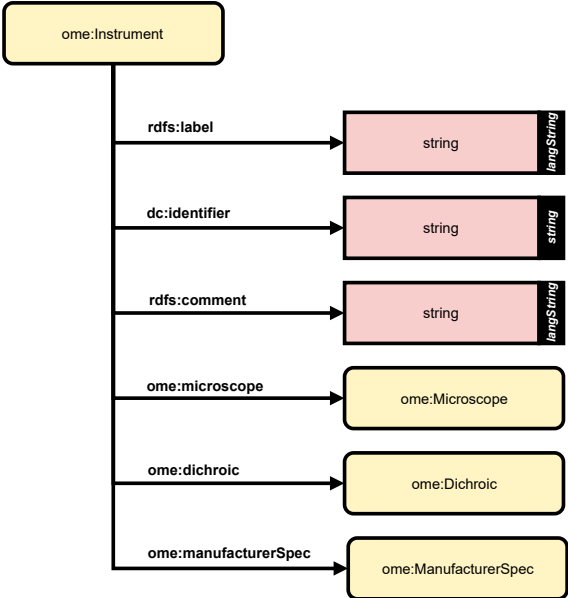 ome:Instrument
rdfs:label
string
langString
dc:identifier
string
string
rdfs:comment
string
langString
ome:microscope
ome:Microscope
ome:dichroic
ome:Dichroic
ome:manufacturerSpec
ome:ManufacturerSpec